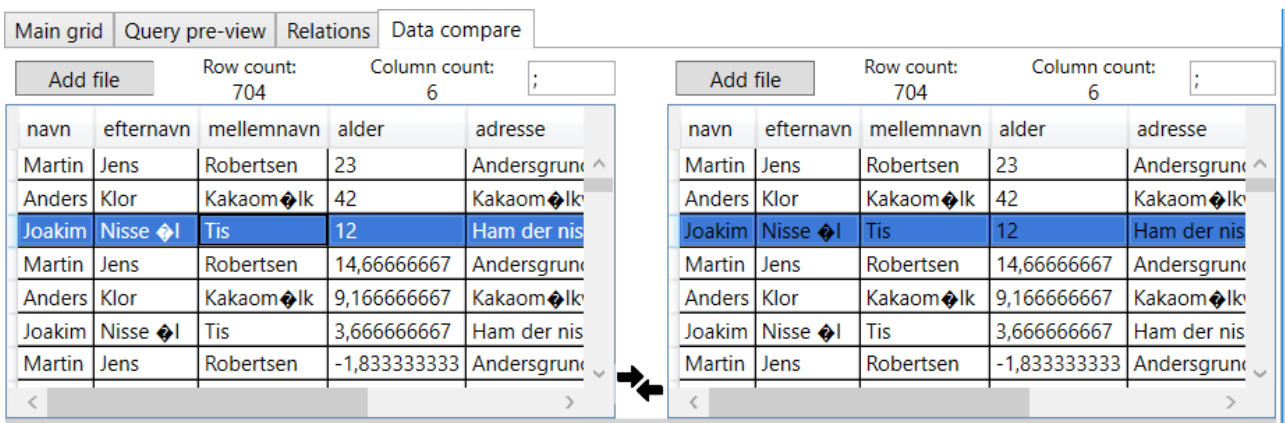 Main grid Query pre-view Relations Data compare
Add file Row count: 704 Column count: 6 ; Add file Row count: 704 Column count: 6 ;
navn efternavn mellemnavn alder adresse navn efternavn mellemnavn alder adresse
Martin Jens Robertsen 23 Andersgrund Martin Jens Robertsen 23 Andersgrund
Anders Klor Kakaom�lk 42 Kakaom�lkv Anders Klor Kakaom�lk 42 Kakaom�lkv
Joakim Nisse �l Tis 12 Ham der nis Joakim Nisse �l Tis 12 Ham der nis
Martin Jens Robertsen 14,66666667 Andersgrund Martin Jens Robertsen 14,66666667 Andersgrund
Anders Klor Kakaom�lk 9,166666667 Kakaom�lkv Anders Klor Kakaom�lk 9,166666667 Kakaom�lkv
Joakim Nisse �l Tis 3,666666667 Ham der nis Joakim Nisse �l Tis 3,666666667 Ham der nis
Martin Jens Robertsen -1,833333333 Andersgrund Martin Jens Robertsen -1,833333333 Andersgrund